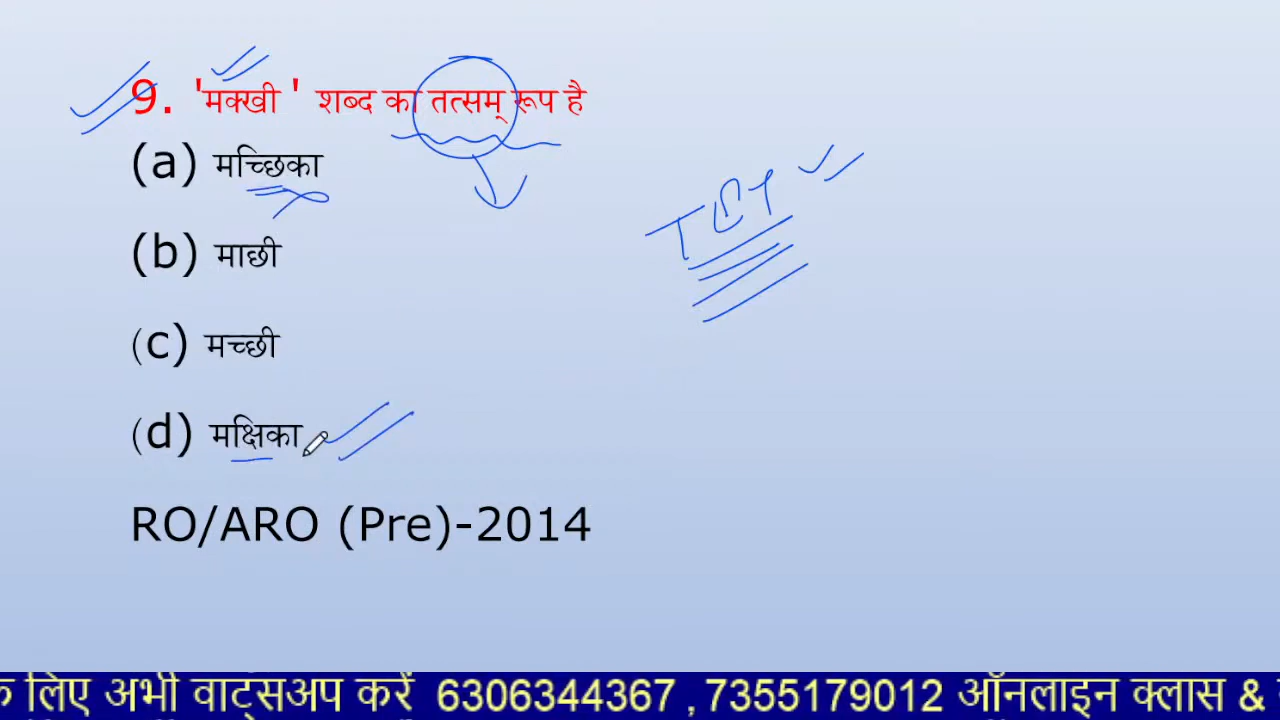 9. 'मक्खी ' शब्द का तत्सम् रूप है
(a) मच्छिका
(b) माछी
(c) मच्छी
(d) मक्षिका
RO/ARO (Pre)-2014
के लिए अभी वाट्सअप करें 6306344367 ,7355179012 ऑनलाइन क्लास &